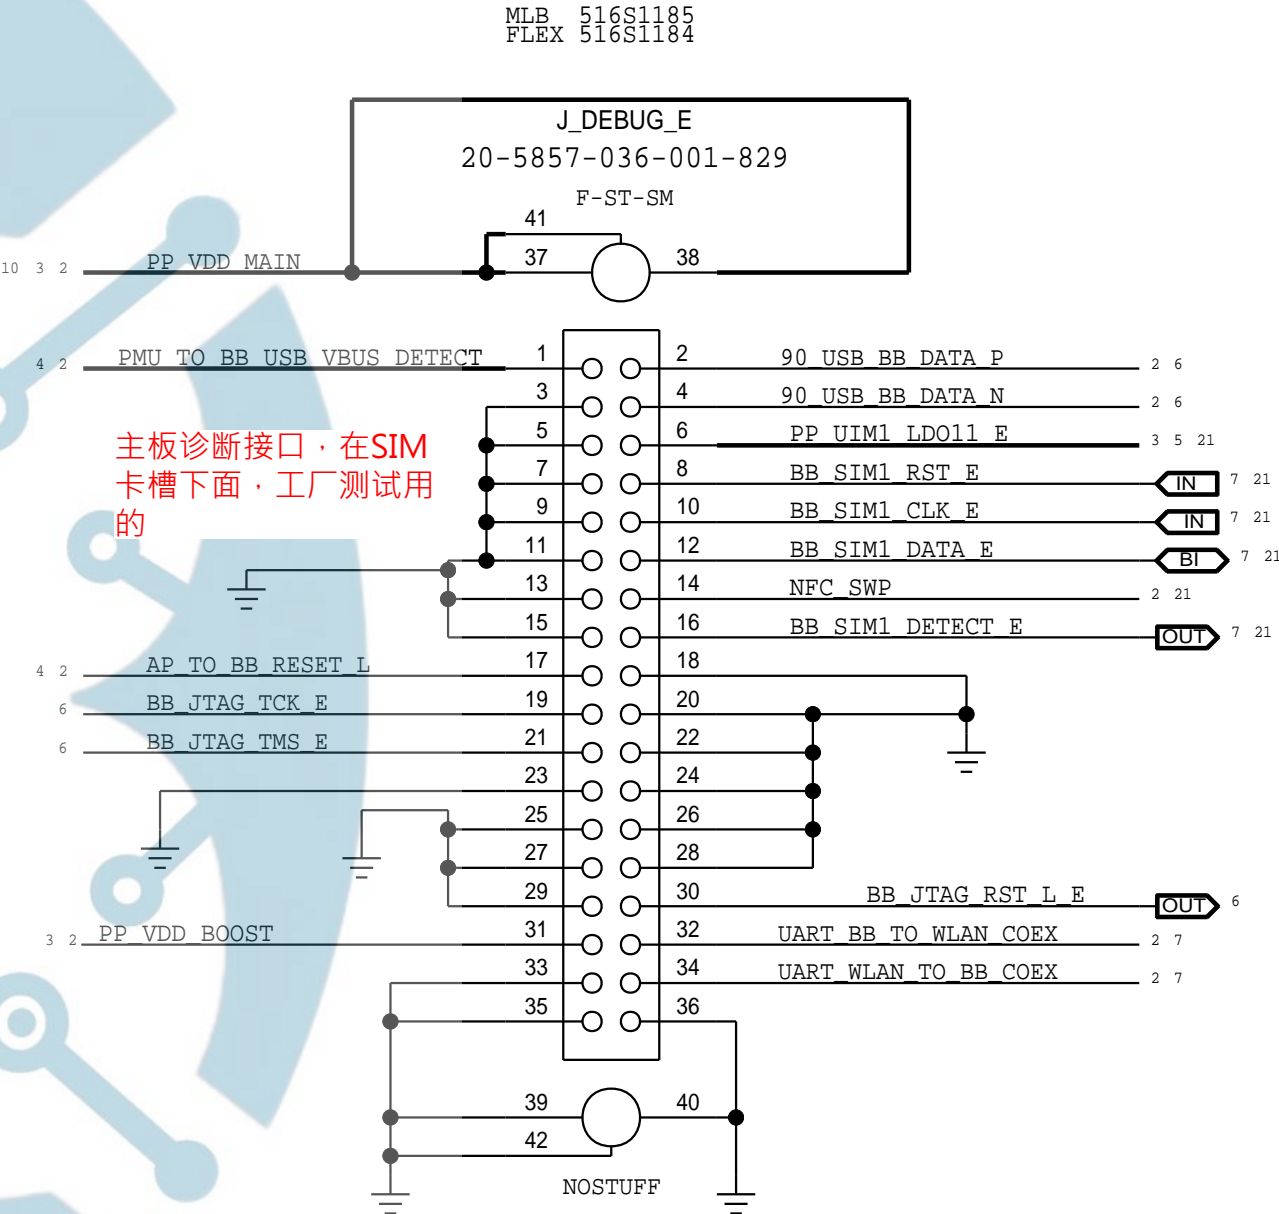 MLB 516S1185
FLEX 516S1184
J_DEBUG_E
20-5857-036-001-829
F-ST-SM
41
10 3 2 PP_VDD_MAIN 37 38
4 2 PMU_TO_BB_USB_VBUS_DETECT 1 2 90_USB_BB_DATA_P 2 6
3 4 90_USB_BB_DATA_N 2 6
5 6 PP_UIM1_LDO11_E 3 5 21
7 8 BB_SIM1_RST_E IN 7 21
9 10 BB_SIM1_CLK_E IN 7 21
11 12 BB_SIM1_DATA_E BI 7 21
主板诊断接口，在SIM
卡槽下面，工厂测试用
的
13 14 NFC_SWP 2 21
15 16 BB_SIM1_DETECT_E OUT 7 21
4 2 AP_TO_BB_RESET_L 17 18
6 BB_JTAG_TCK_E 19 20
6 BB_JTAG_TMS_E 21 22
23 24
25 26
27 28
29 30 BB_JTAG_RST_L_E OUT 6
3 2 PP_VDD_BOOST 31 32 UART_BB_TO_WLAN_COEX 2 7
33 34 UART_WLAN_TO_BB_COEX 2 7
35 36
39 40
42
NOSTUFF